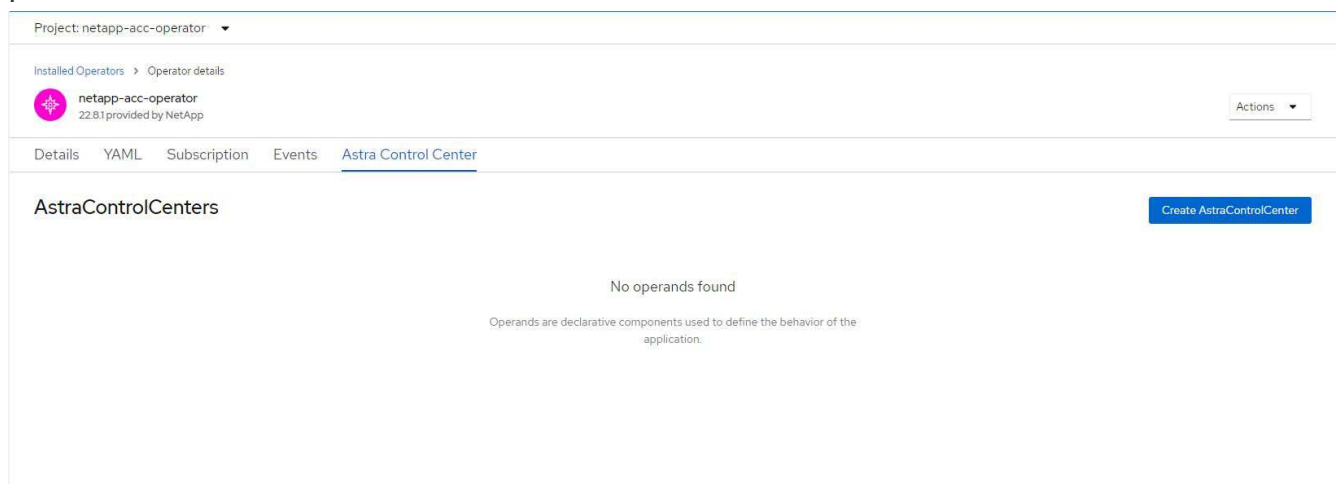 Project: netapp-acc-operator
Installed Operators > Operator details
netapp-acc-operator
22.8.1 provided by NetApp
Actions
Details YAML Subscription Events Astra Control Center
AstraControlCenters
Create AstraControlCenter
No operands found
Operands are declarative components used to define the behavior of the
application.